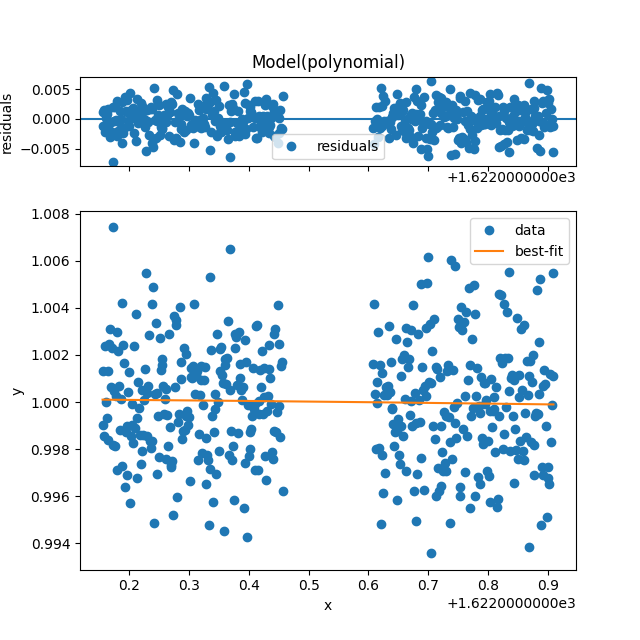 Model(polynomial)
0.005
0.000
−0.005
residuals
residuals
+1.6220000000e3
1.008
1.006
1.004
1.002
1.000
0.998
0.996
0.994
y
data
best-fit
0.2 0.3 0.4 0.5 0.6 0.7 0.8 0.9
x
+1.6220000000e3